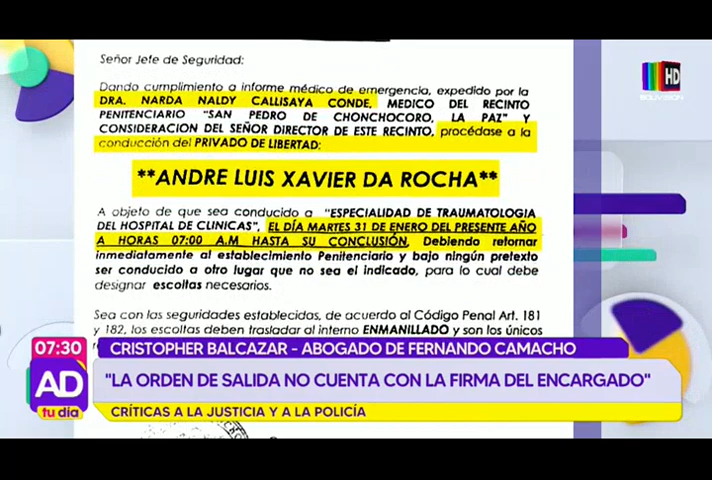 Señor Jefe de Seguridad:
Dando cumplimiento a informe médico de emergencia, expedido por la
DRA. NARDA NALDY CALLISAYA CONDE, MEDICO DEL RECINTO
PENITENCIARIO "SAN PEDRO DE CHONCHOCORO, LA PAZ" Y
CONSIDERACION DEL SEÑOR DIRECTOR DE ESTE RECINTO, procédase a la
conducción del PRIVADO DE LIBERTAD:
**ANDRE LUIS XAVIER DA ROCHA**
A objeto de que sea conducido a "ESPECIALIDAD DE TRAUMATOLOGIA
DEL HOSPITAL DE CLINICAS", EL DÍA MARTES 31 DE ENERO DEL PRESENTE AÑO
A HORAS 07:00 A.M HASTA SU CONCLUSIÓN, Debiendo retornar
inmediatamente al establecimiento Penitenciario y bajo ningún pretexto
ser conducido a otro lugar que no sea el indicado, para lo cual debe
designar escoltas necesarios.
Sea con las seguridades establecidas, de acuerdo al Código Penal Art. 181
y 182, los escoltas deben trasladar al interno ENMANILLADO y son los únicos
HD
07:30
AD
tu día
CRISTOPHER BALCAZAR - ABOGADO DE FERNANDO CAMACHO
"LA ORDEN DE SALIDA NO CUENTA CON LA FIRMA DEL ENCARGADO"
CRÍTICAS A LA JUSTICIA Y A LA POLICÍA